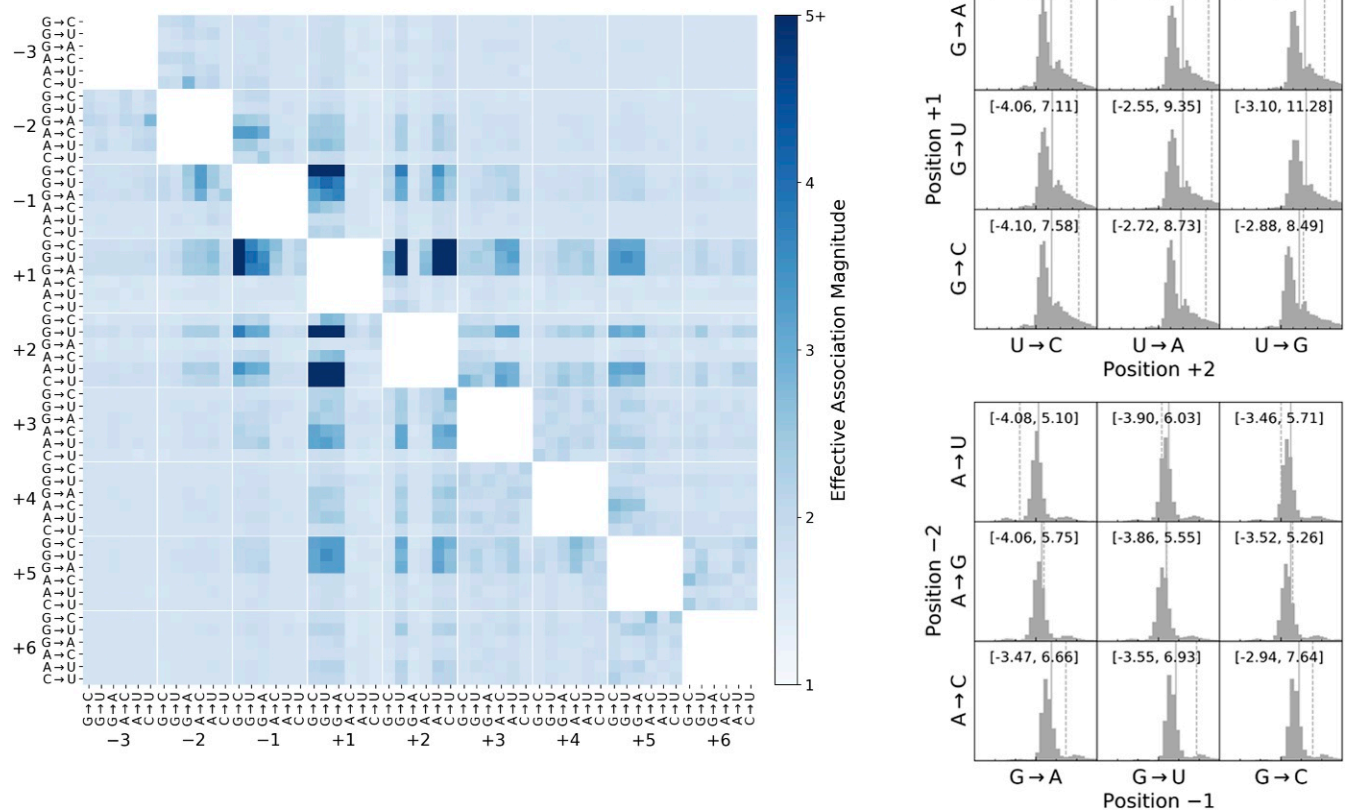 −3
G→C
G→U
G→A
A→C
A→U
C→U
−2
G→C
G→U
G→A
A→C
A→U
C→U
−1
G→C
G→U
G→A
A→C
A→U
C→U
+1
G→C
G→U
G→A
A→C
A→U
C→U
+2
G→C
G→U
G→A
A→C
A→U
C→U
+3
G→C
G→U
G→A
A→C
A→U
C→U
+4
G→C
G→U
G→A
A→C
A→U
C→U
+5
G→C
G→U
G→A
A→C
A→U
C→U
+6
G→C
G→U
G→A
A→C
A→U
C→U
G→C G→U G→A A→C A→U C→U G→C G→U G→A A→C A→U C→U G→C G→U G→A A→C A→U C→U G→C G→U G→A A→C A→U C→U G→C G→U G→A A→C A→U C→U G→C G→U G→A A→C A→U C→U G→C G→U G→A A→C A→U C→U G→C G→U G→A A→C A→U C→U G→C G→U G→A A→C A→U C→U
−3 −2 −1 +1 +2 +3 +4 +5 +6
5+
4
3
2
1
Effective Association Magnitude
Position +1
G→A
G→U
[-4.06, 7.11] [-2.55, 9.35] [-3.10, 11.28]
G→C
[-4.10, 7.58] [-2.72, 8.73] [-2.88, 8.49]
U→C U→A U→G
Position +2
Position −2
A→U
[-4.08, 5.10] [-3.90, 6.03] [-3.46, 5.71]
A→G
[-4.06, 5.75] [-3.86, 5.55] [-3.52, 5.26]
A→C
[-3.47, 6.66] [-3.55, 6.93] [-2.94, 7.64]
G→A G→U G→C
Position −1